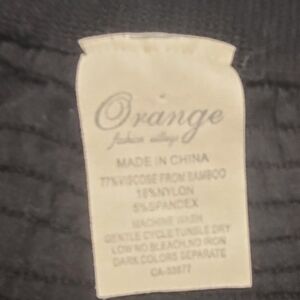 Orange
fashion village
MADE IN CHINA
77%VISCOSE FROM BAMBOO
18%NYLON
5%SPANDEX
MACHINE WASH
GENTLE CYCLE TUMBLE DRY
LOW NO BLEACH,NO IRON
DARK COLORS SEPARATE